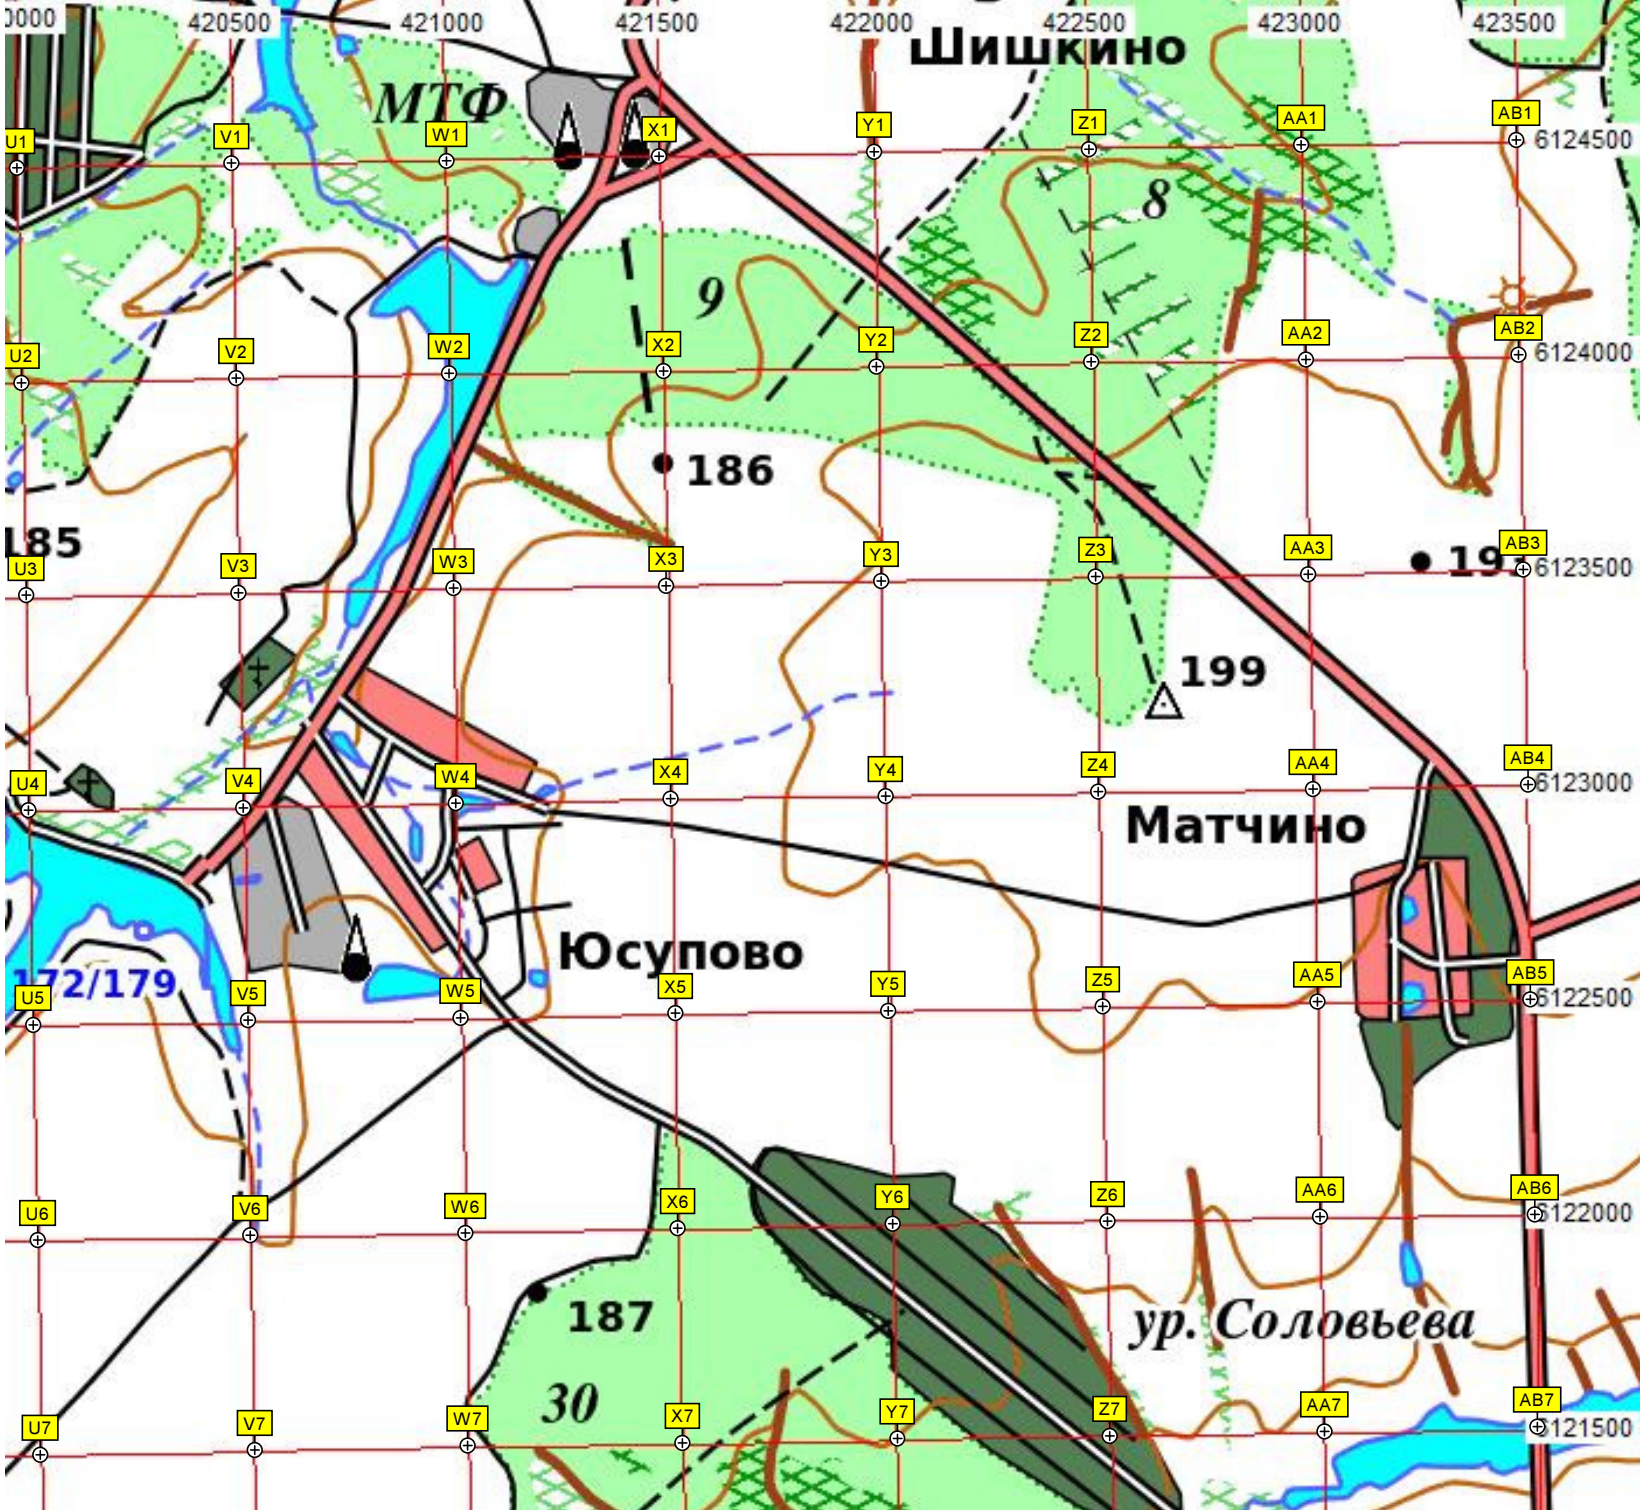 0000 420500 421000 421500 422000 422500 423000 423500
Шишкино
МТФ
U1 V1 W1 X1 Y1 Z1 AA1 AB1 6124500
8
9
U2 V2 W2 X2 Y2 Z2 AA2 AB2 6124000
186
185
U3 V3 W3 X3 Y3 Z3 AA3 AB3 6123500
199
U4 V4 W4 X4 Y4 Z4 AA4 AB4 6123000
Матчино
Юсупово
172/179
U5 V5 W5 X5 Y5 Z5 AA5 AB5 6122500
U6 V6 W6 X6 Y6 Z6 AA6 AB6 6122000
187
ур. Соловьева
30
U7 V7 W7 X7 Y7 Z7 AA7 AB7 6121500